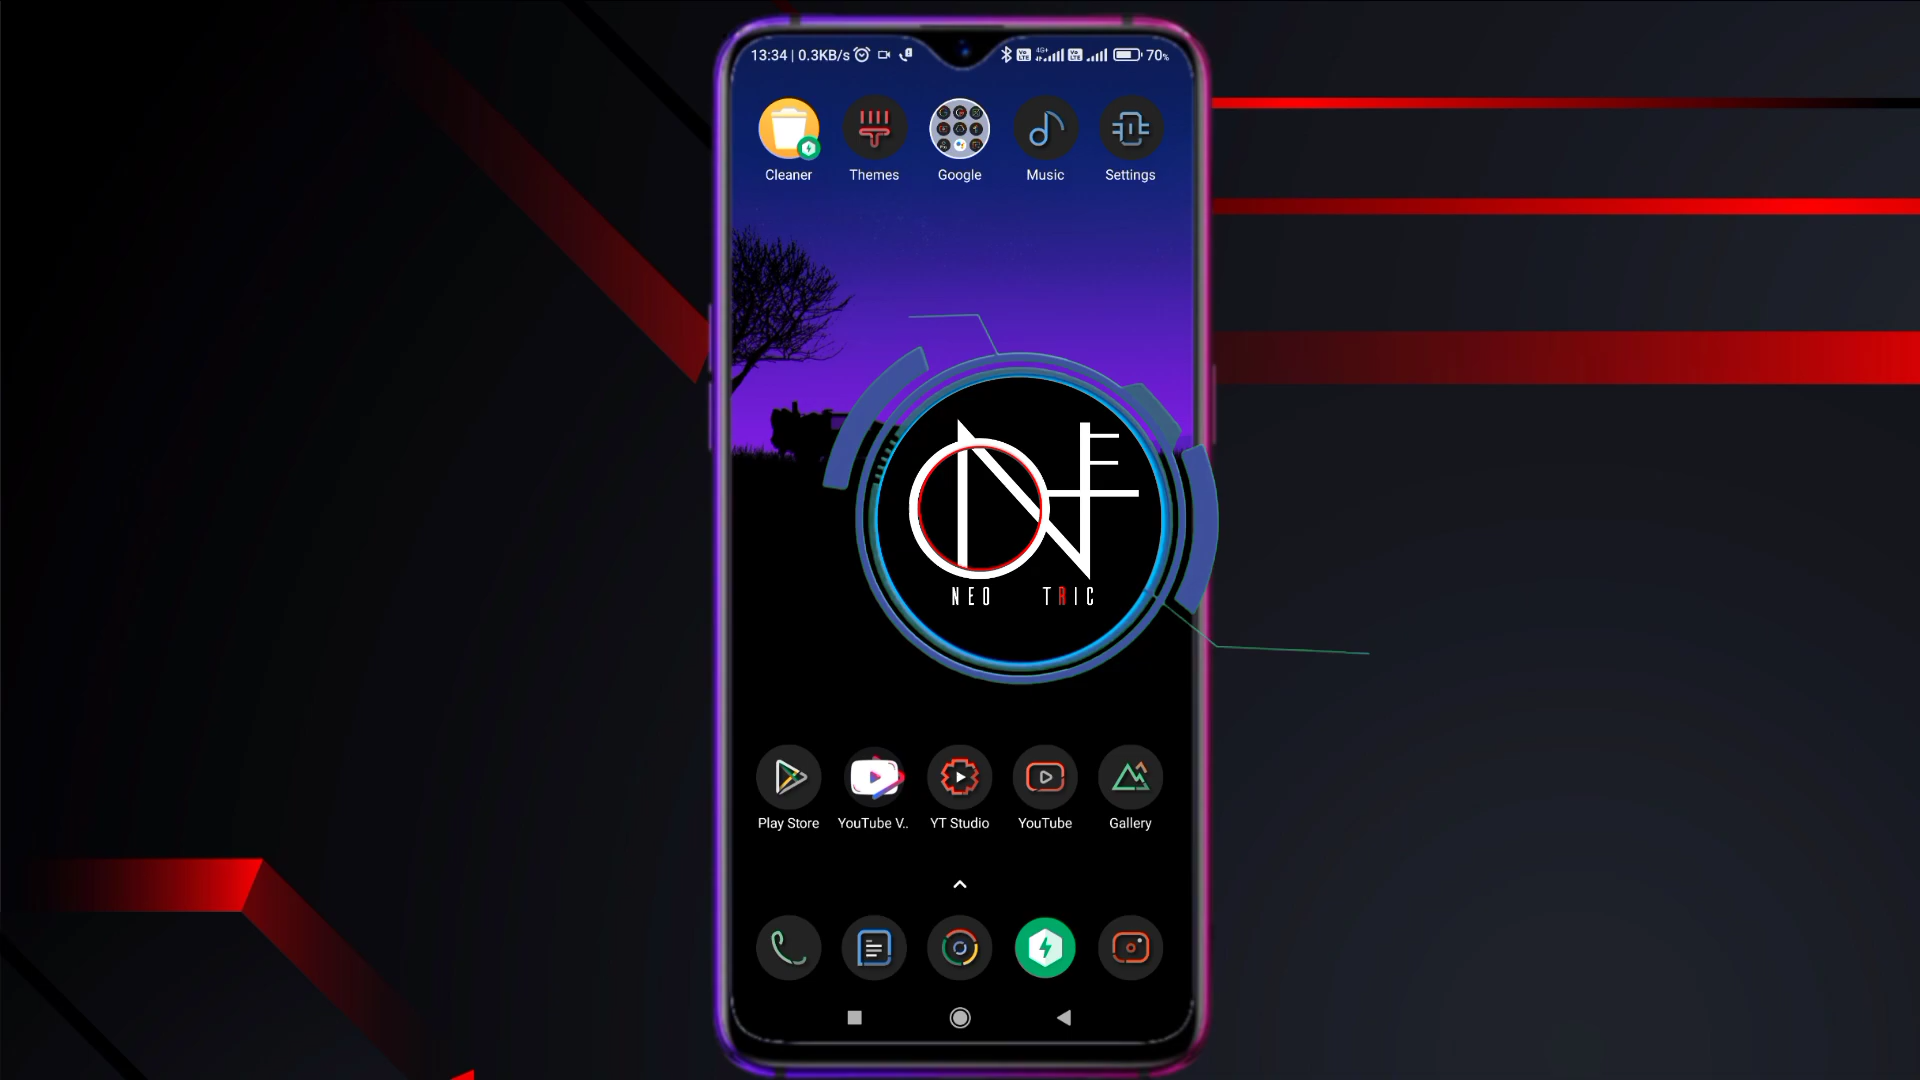 13:34 | 0.3KB/s 4G+ 70%
Cleaner Themes Google Music Settings
NEO TRIC
Play Store YouTube V.. YT Studio YouTube Gallery